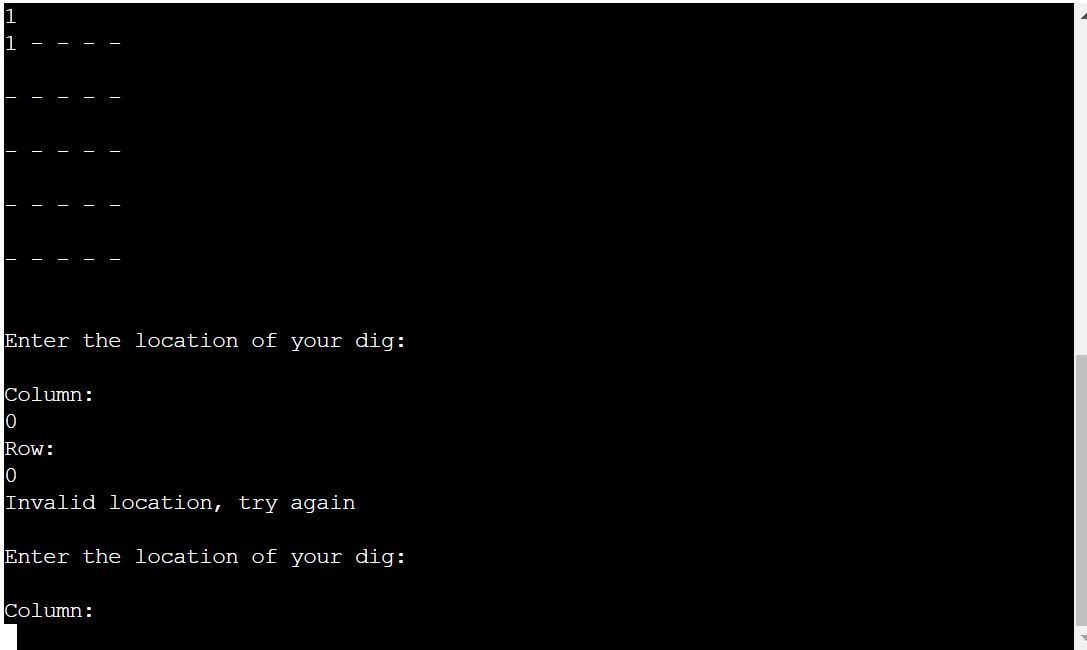 1
1 - - - -
- - - - -
- - - - -
- - - - -
- - - - -
Enter the location of your dig:
Column:
0
Row:
0
Invalid location, try again
Enter the location of your dig:
Column: